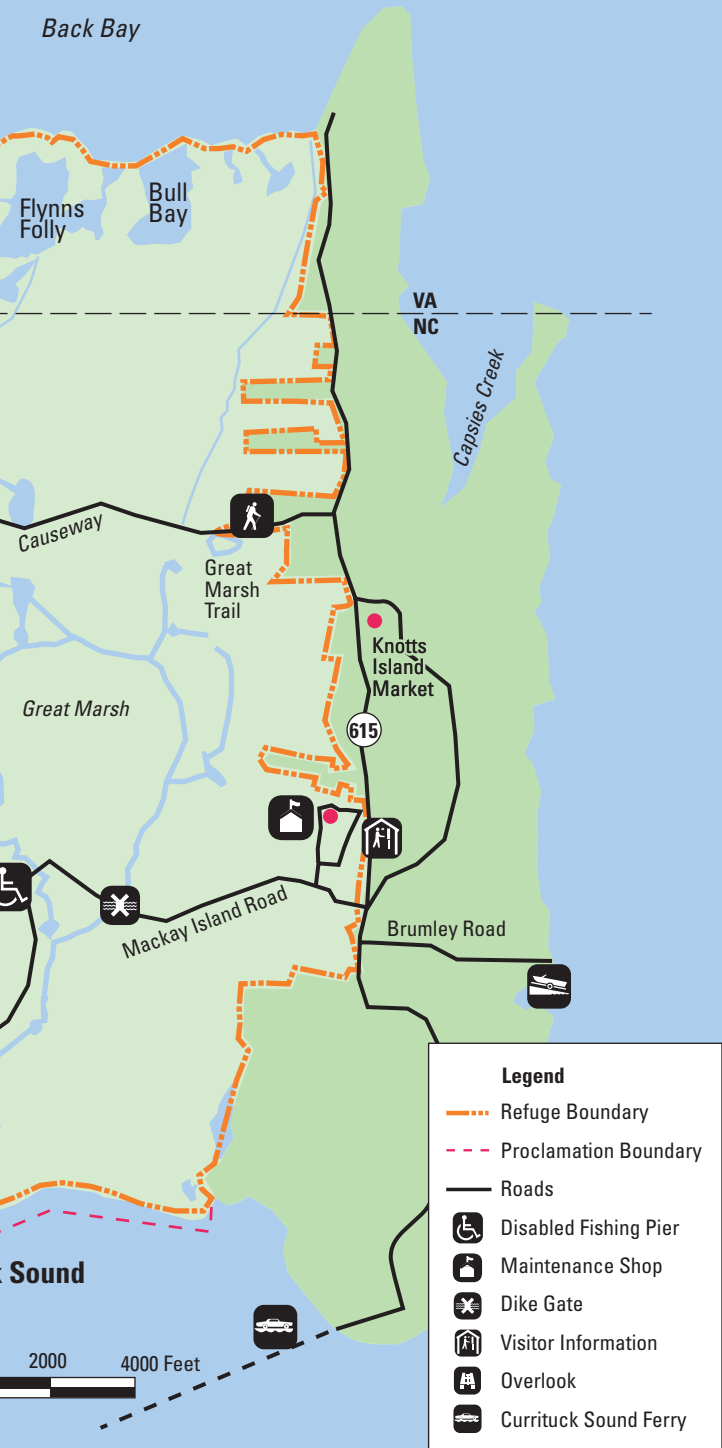 Back Bay
Flynns
Folly
Bull
Bay
VA
NC
Capsies Creek
Causeway
Great
Marsh
Trail
Knotts
Island
Market
Great Marsh
615
Mackay Island Road
Brumley Road
Sound
2000
4000 Feet
Legend
Refuge Boundary
Proclamation Boundary
Roads
Disabled Fishing Pier
Maintenance Shop
Dike Gate
Visitor Information
Overlook
Currituck Sound Ferry